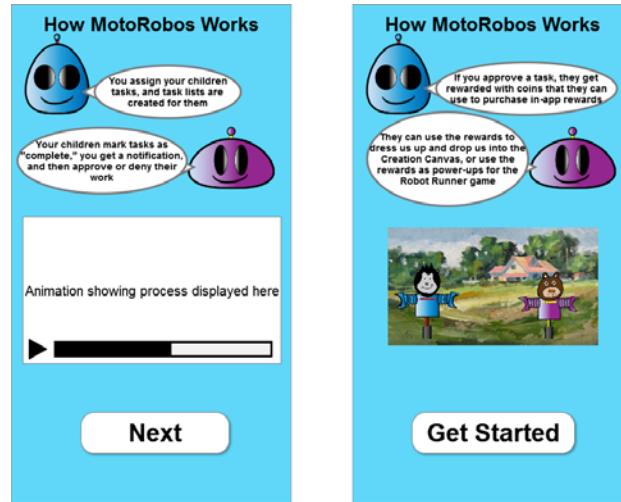 How MotoRobos Works
You assign your children
tasks, and task lists are
created for them
Your children mark tasks as
"complete," you get a notification,
and then approve or deny their
work
Animation showing process displayed here
Next
How MotoRobos Works
If you approve a task, they get
rewarded with coins that they can
use to purchase in-app rewards
They can use the rewards to
dress us up and drop us into the
Creation Canvas, or use the
rewards as power-ups for the
Robot Runner game
Get Started